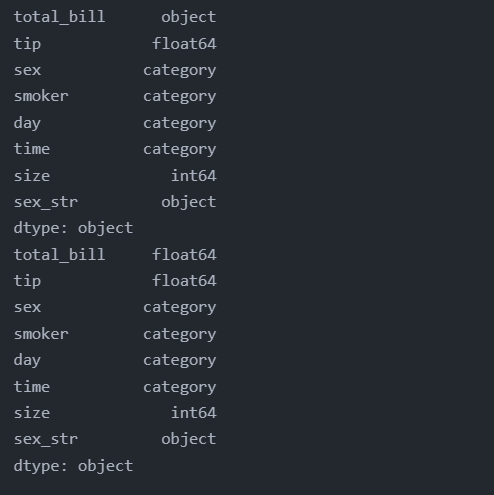 total_bill      object
tip            float64
sex           category
smoker        category
day           category
time          category
size             int64
sex_str         object
dtype: object
total_bill     float64
tip            float64
sex           category
smoker        category
day           category
time          category
size             int64
sex_str         object
dtype: object